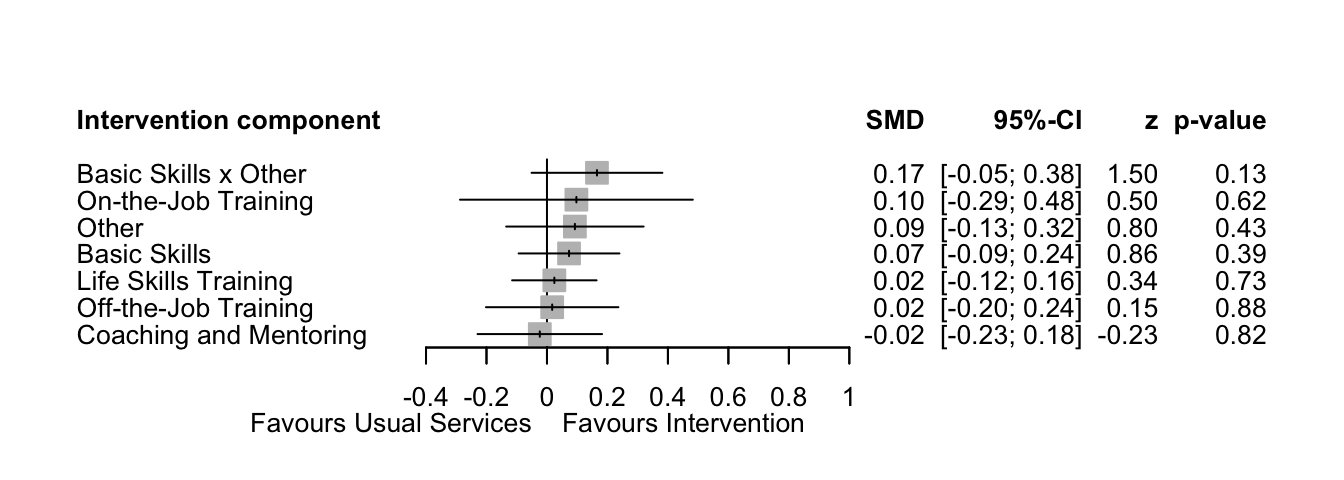 Intervention component SMD 95%-CI z p-value
Basic Skills x Other 0.17 [-0.05; 0.38] 1.50 0.13
On-the-Job Training 0.10 [-0.29; 0.48] 0.50 0.62
Other 0.09 [-0.13; 0.32] 0.80 0.43
Basic Skills 0.07 [-0.09; 0.24] 0.86 0.39
Life Skills Training 0.02 [-0.12; 0.16] 0.34 0.73
Off-the-Job Training 0.02 [-0.20; 0.24] 0.15 0.88
Coaching and Mentoring -0.02 [-0.23; 0.18] -0.23 0.82
-0.4 -0.2 0 0.2 0.4 0.6 0.8 1
Favours Usual Services Favours Intervention